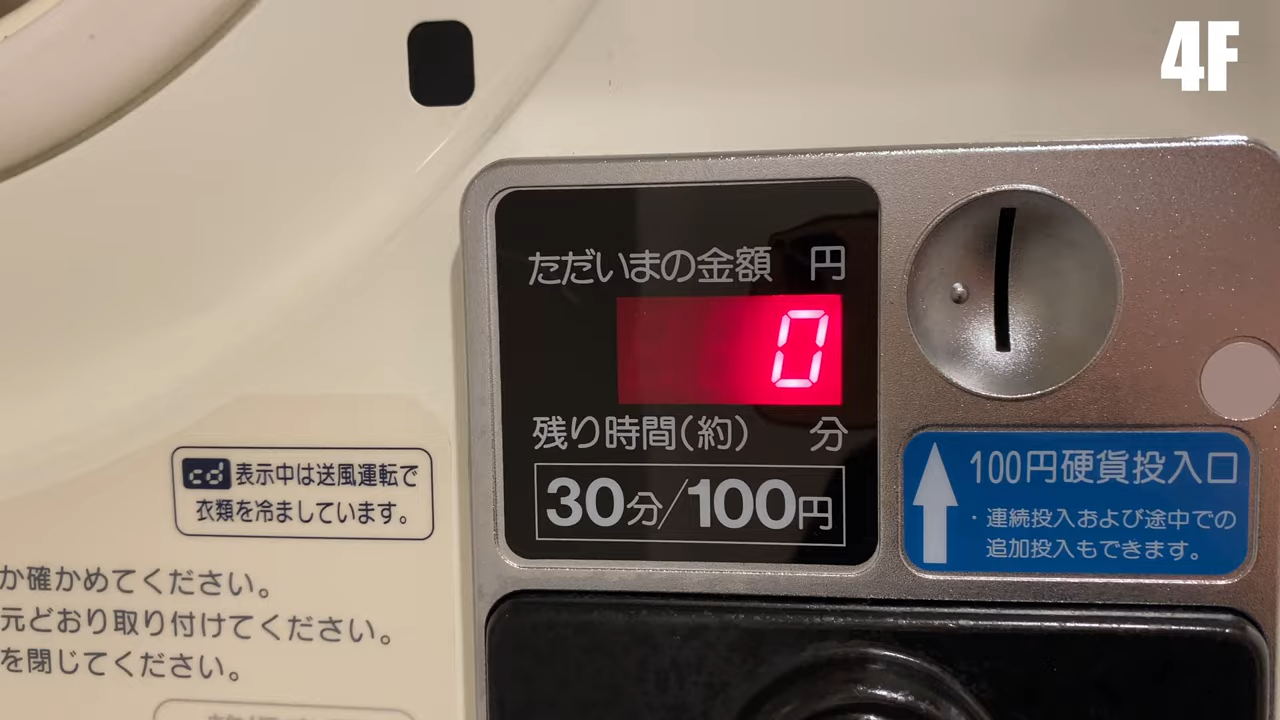 4F
ただいまの金額 円
0
残り時間(約) 分
30分/100円
100円硬貨投入口
・連続投入および途中での
追加投入もできます。
cd 表示中は送風運転で
衣類を冷ましています。
か確かめてください。
元どおり取り付けてください。
を閉じてください。